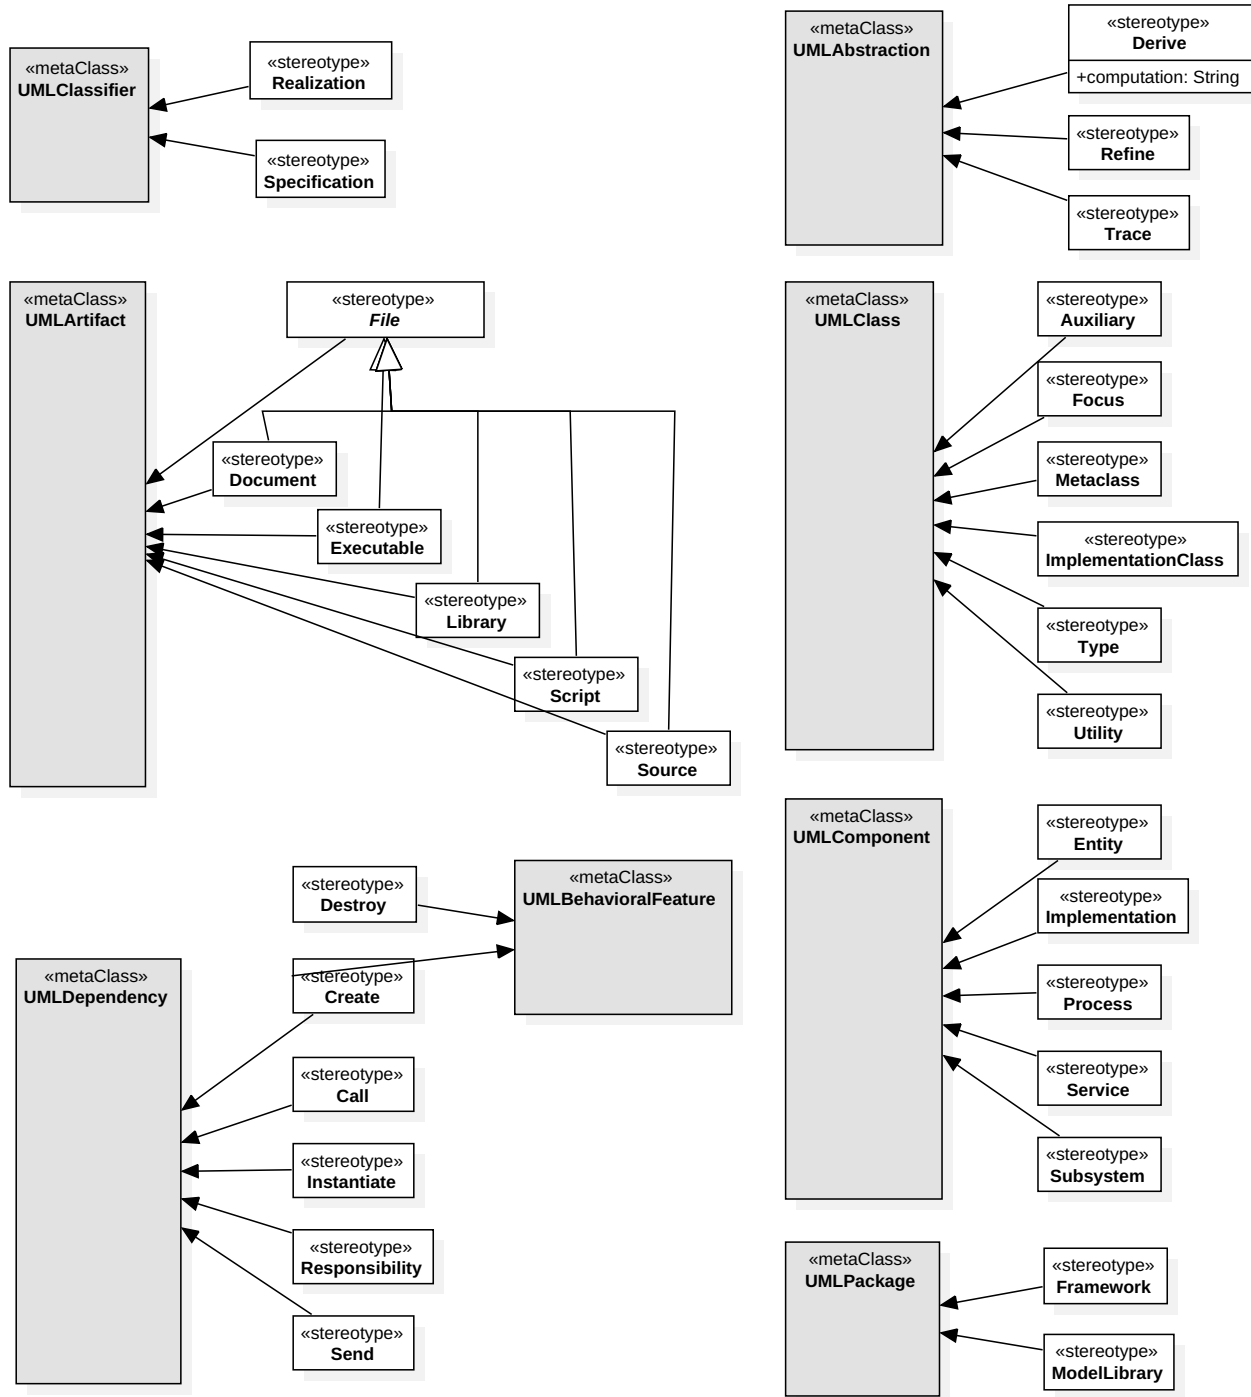 «metaClass»
UMLClassifier
«stereotype»
Realization
«stereotype»
Specification
«metaClass»
UMLAbstraction
«stereotype»
Derive
+computation: String
«stereotype»
Refine
«stereotype»
Trace
«metaClass»
UMLArtifact
«stereotype»
File
«stereotype»
Document
«stereotype»
Executable
«stereotype»
Library
«stereotype»
Script
«stereotype»
Source
«metaClass»
UMLClass
«stereotype»
Auxiliary
«stereotype»
Focus
«stereotype»
Metaclass
«stereotype»
ImplementationClass
«stereotype»
Type
«stereotype»
Utility
«stereotype»
Destroy
«metaClass»
UMLBehavioralFeature
«metaClass»
UMLDependency
«stereotype»
Create
«stereotype»
Call
«stereotype»
Instantiate
«stereotype»
Responsibility
«stereotype»
Send
«metaClass»
UMLComponent
«stereotype»
Entity
«stereotype»
Implementation
«stereotype»
Process
«stereotype»
Service
«stereotype»
Subsystem
«metaClass»
UMLPackage
«stereotype»
Framework
«stereotype»
ModelLibrary